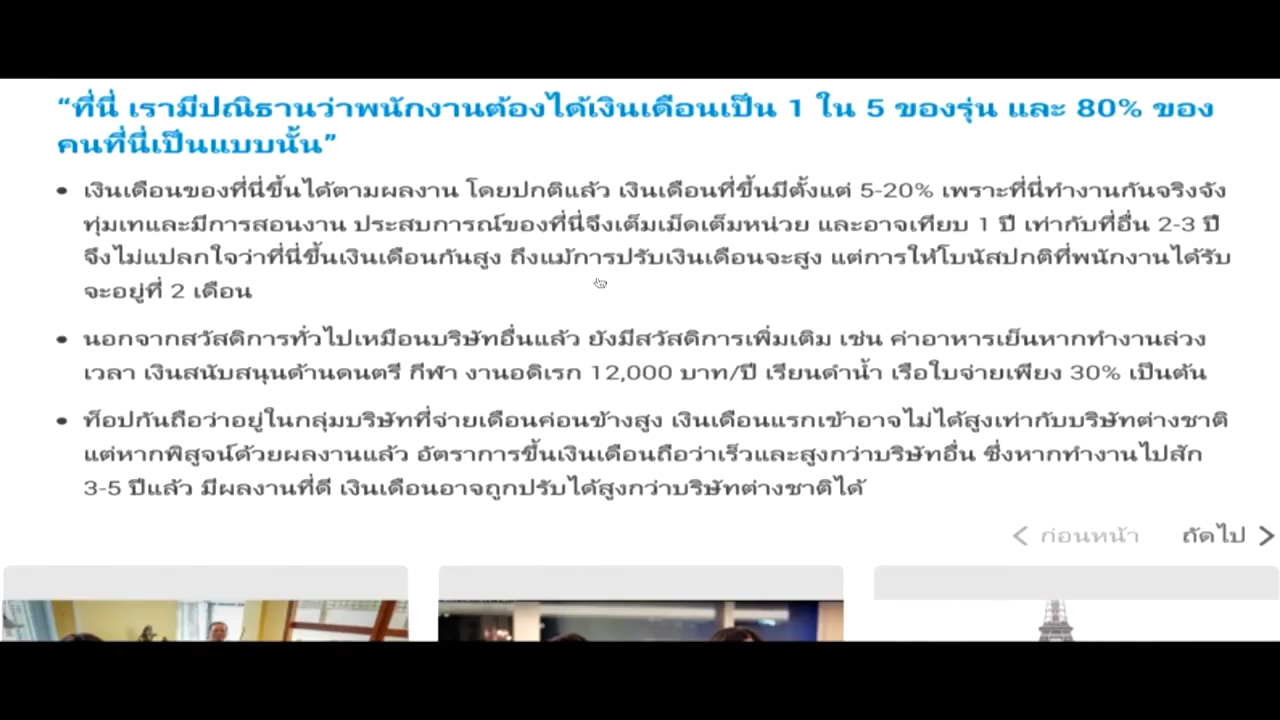 “ที่นี่ เรามีปณิธานว่าพนักงานต้องได้เงินเดือนเป็น 1 ใน 5 ของรุ่น และ 80% ของ
คนที่นี่เป็นแบบนั้น”
• เงินเดือนของที่นี่ขึ้นได้ตามผลงาน โดยปกติแล้ว เงินเดือนที่ขึ้นมีตั้งแต่ 5-20% เพราะที่นี่ทำงานกันจริงจัง
ทุ่มเทและมีการสอนงาน ประสบการณ์ของที่นี่จึงเต็มเม็ดเต็มหน่วย และอาจเทียบ 1 ปี เท่ากับที่อื่น 2-3 ปี
จึงไม่แปลกใจว่าที่นี่ขึ้นเงินเดือนกันสูง ถึงแม้การปรับเงินเดือนจะสูง แต่การให้โบนัสปกติที่พนักงานได้รับ
จะอยู่ที่ 2 เดือน
• นอกจากสวัสดิการทั่วไปเหมือนบริษัทอื่นแล้ว ยังมีสวัสดิการเพิ่มเติม เช่น ค่าอาหารเย็นหากทำงานล่วง
เวลา เงินสนับสนุนด้านดนตรี กีฬา งานอดิเรก 12,000 บาท/ปี เรียนดำน้ำ เรือใบจ่ายเพียง 30% เป็นต้น
• ท็อปกันถือว่าอยู่ในกลุ่มบริษัทที่จ่ายเดือนค่อนข้างสูง เงินเดือนแรกเข้าอาจไม่ได้สูงเท่ากับบริษัทต่างชาติ
แต่หากพิสูจน์ด้วยผลงานแล้ว อัตราการขึ้นเงินเดือนถือว่าเร็วและสูงกว่าบริษัทอื่น ซึ่งหากทำงานไปสัก
3-5 ปีแล้ว มีผลงานที่ดี เงินเดือนอาจถูกปรับได้สูงกว่าบริษัทต่างชาติได้
ก่อนหน้า ถัดไป